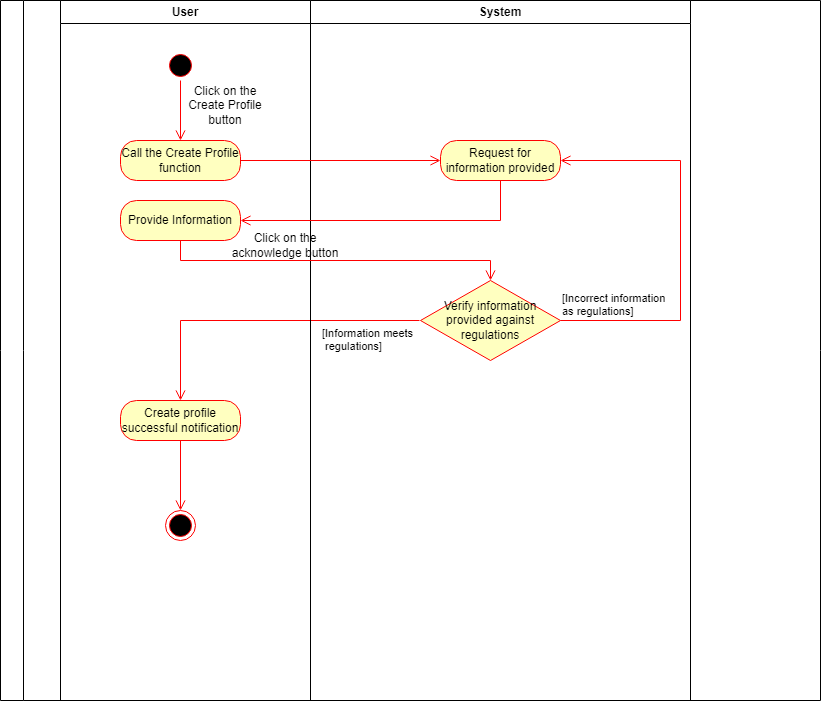 User
System
Click on the
Create Profile
button
Call the Create Profile
function
Request for
information provided
Provide Information
Click on the
acknowledge button
Verify information
provided against
regulations
[Incorrect information
as regulations]
[Information meets
regulations]
Create profile
successful notification